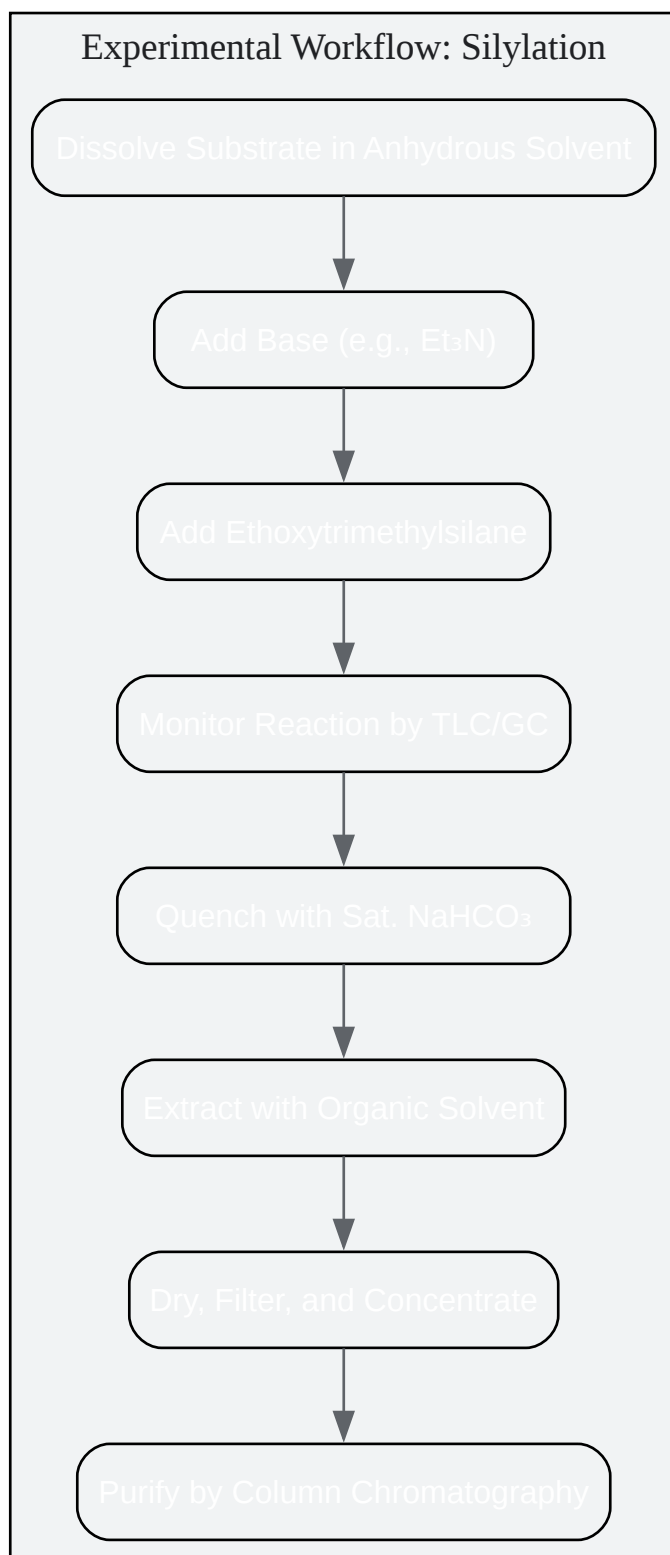 Experimental Workflow: Silylation
Dissolve Substrate in Anhydrous Solvent
Add Base (e.g., Et₃N)
Add Ethoxytrimethylsilane
Monitor Reaction by TLC/GC
Quench with Sat. NaHCO₃
Extract with Organic Solvent
Dry, Filter, and Concentrate
Purify by Column Chromatography